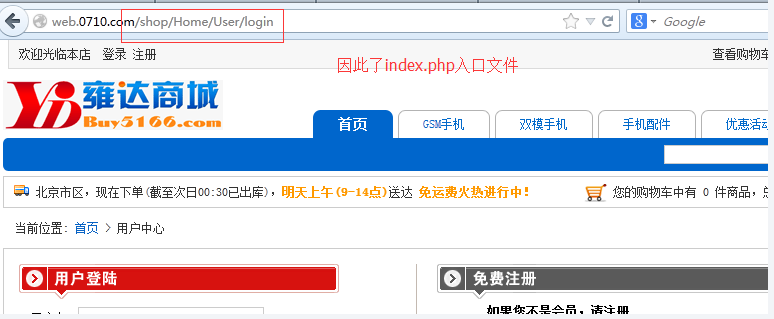 web.0710.com/shop/Home/User/login
Google
欢迎光临本店 登录 注册
查看购物车
因此了index.php入口文件
YD 雍达商城
Buy5166.com
首页 GSM手机 双模手机 手机配件 优惠活动
北京市区，现在下单(截至次日00:30已出库)，明天上午(9-14点)送达 免运费火热进行中！
您的购物车中有 0 件商品，总
当前位置: 首页 > 用户中心
用户登陆
免费注册
如果您不是会员，请注册